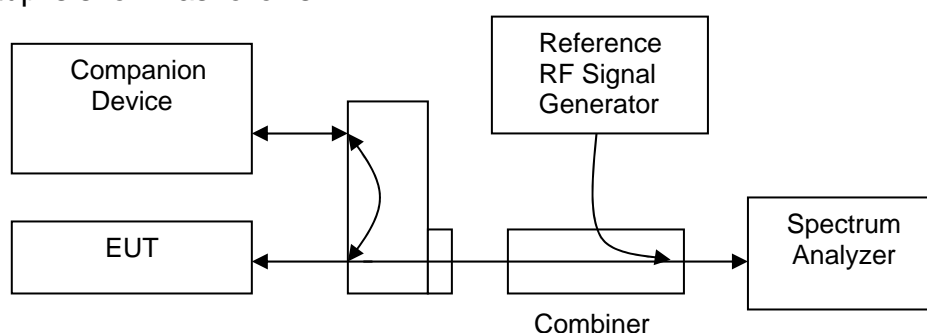 Companion
Device
Reference
RF Signal
Generator
EUT
Spectrum
Analyzer
Combiner